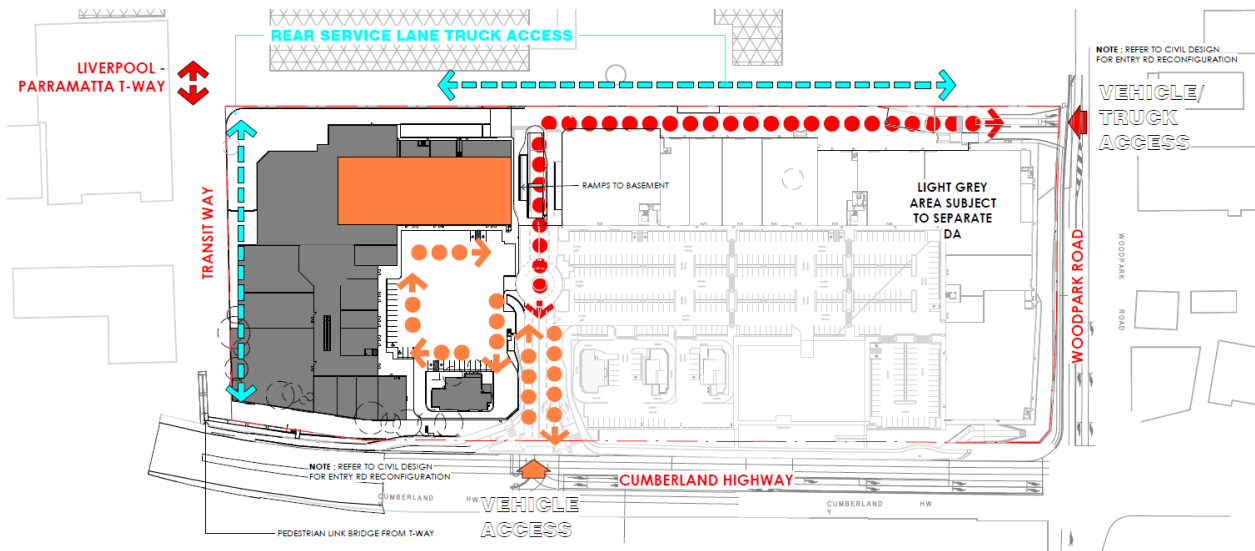 REAR SERVICE LANE TRUCK ACCESS
LIVERPOOL -
PARRAMATTA T-WAY
NOTE : REFER TO CIVIL DESIGN
FOR ENTRY RD RECONFIGURATION
VEHICLE/
TRUCK
ACCESS
RAMPS TO BASEMENT
LIGHT GREY
AREA SUBJECT
TO SEPARATE
DA
TRANSIT WAY
WOODPARK ROAD
WOODPARK ROAD
NOTE : REFER TO CIVIL DESIGN
FOR ENTRY RD RECONFIGURATION
CUMBERLAND HIGHWAY
CUMBERLAND HW
VEHICLE
ACCESS
CUMBERLAND HW
Y
PEDESTRIAN LINK BRIDGE FROM T-WAY